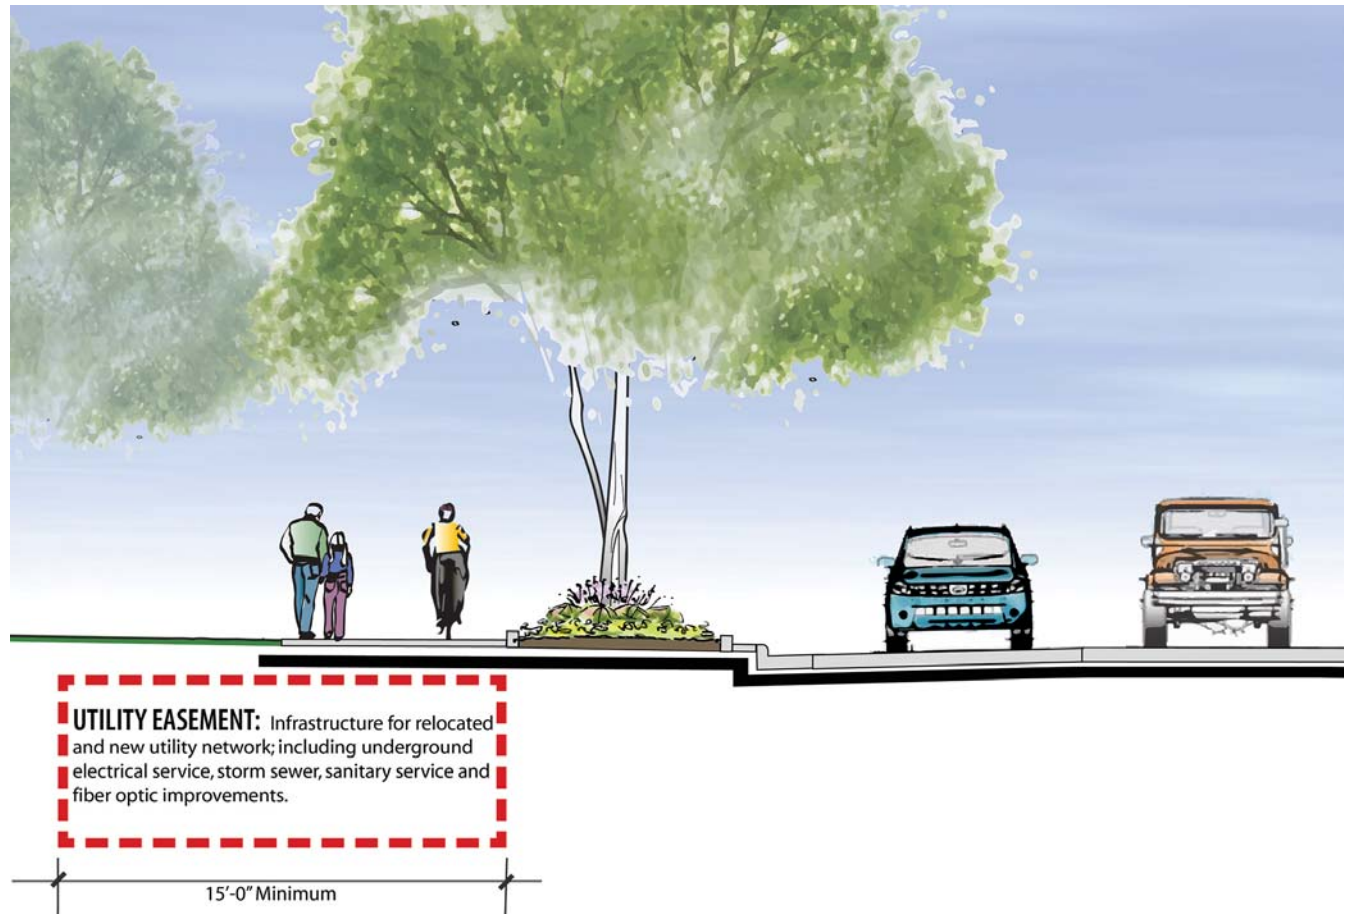 UTILITY EASEMENT: Infrastructure for relocated
and new utility network; including underground
electrical service, storm sewer, sanitary service and
fiber optic improvements.
15'-0" Minimum